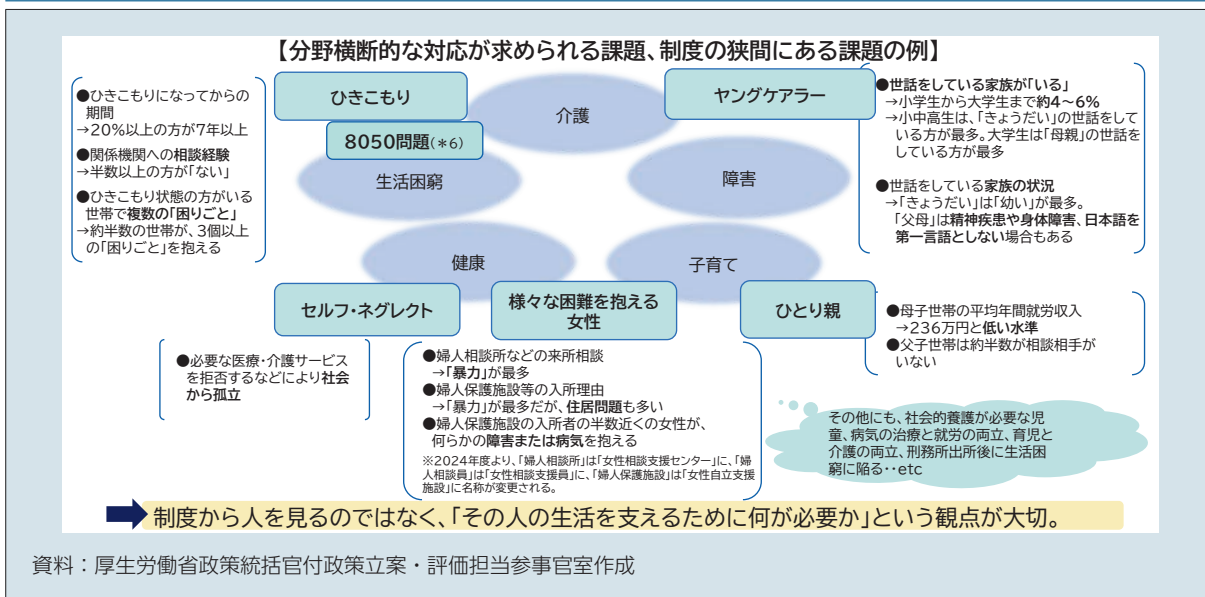 【分野横断的な対応が求められる課題、制度の狭間にある課題の例】
●ひきこもりになってからの
期間
→20%以上の方が7年以上
●関係機関への相談経験
→半数以上の方が「ない」
●ひきこもり状態の方がいる
世帯で複数の「困りごと」
→約半数の世帯が、3個以上
の「困りごと」を抱える
ひきこもり
8050問題(*6)
介護
生活困窮
障害
健康
子育て
ヤングケアラー
●世話をしている家族が「いる」
→小学生から大学生まで約4~6%
→小中高生は、「きょうだい」の世話をして
いる方が最多。大学生は「母親」の世話を
している方が最多
●世話をしている家族の状況
→「きょうだい」は「幼い」が最多。
「父母」は精神疾患や身体障害、日本語を
第一言語としない場合もある
セルフ・ネグレクト
●必要な医療・介護サービス
を拒否するなどにより社会
から孤立
様々な困難を抱える
女性
●婦人相談所などの来所相談
→「暴力」が最多
●婦人保護施設等の入所理由
→「暴力」が最多だが、住居問題も多い
●婦人保護施設の入所者の半数近くの女性が、
何らかの障害または病気を抱える
※2024年度より、「婦人相談所」は「女性相談支援センター」に、「婦
人相談員」は「女性相談支援員」に、「婦人保護施設」は「女性自立支援
施設」に名称が変更される。
ひとり親
●母子世帯の平均年間就労収入
→236万円と低い水準
●父子世帯は約半数が相談相手が
いない
その他にも、社会的養護が必要な児
童、病気の治療と就労の両立、育児と
介護の両立、刑務所出所後に生活困
窮に陥る・・etc
制度から人を見るのではなく、「その人の生活を支えるために何が必要か」という観点が大切。
資料:厚生労働省政策統括官付政策立案・評価担当参事官室作成